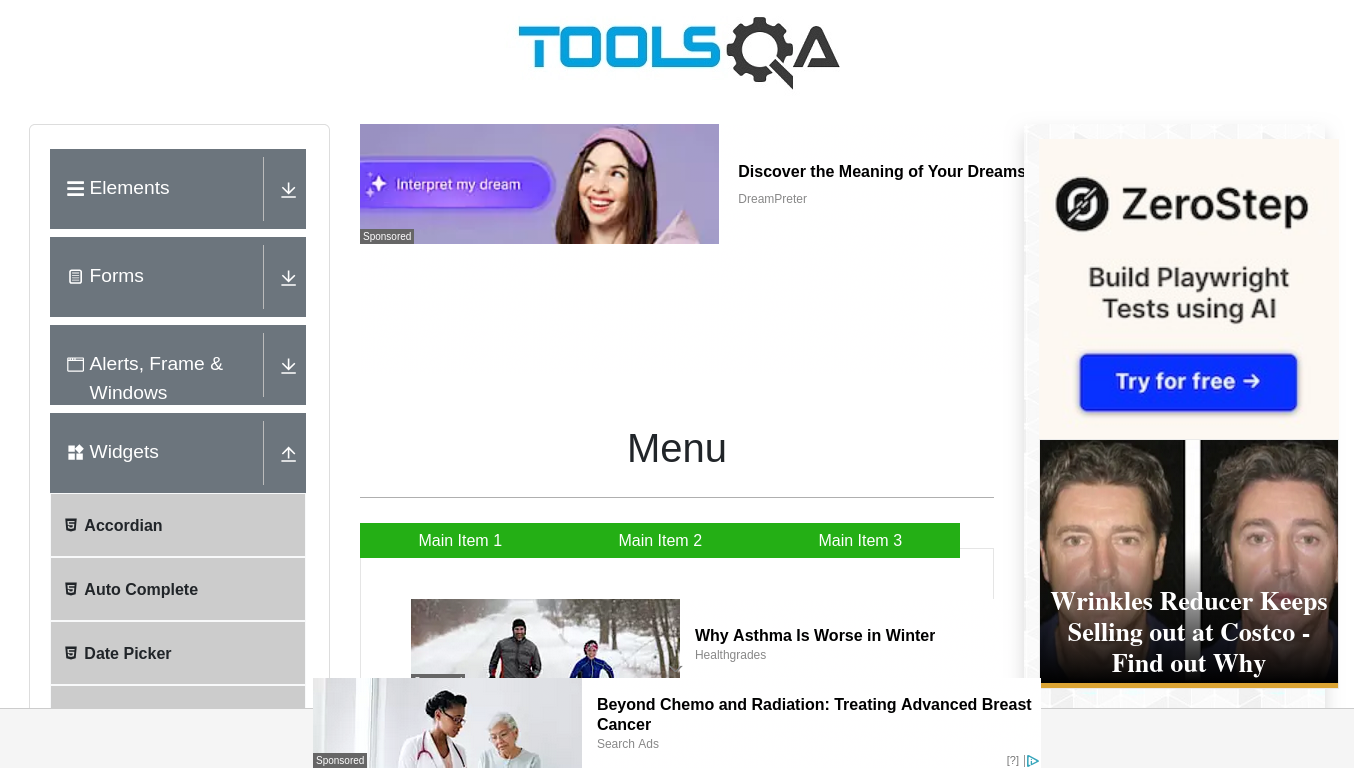 TOOLSQA
Elements
Forms
Alerts, Frame &
Windows
Widgets
Accordian
Auto Complete
Date Picker
Interpret my dream
Sponsored
Discover the Meaning of Your Dreams
DreamPreter
Menu
Main Item 1
Main Item 2
Main Item 3
Why Asthma Is Worse in Winter
Healthgrades
Sponsored
Beyond Chemo and Radiation: Treating Advanced Breast
Cancer
Search Ads
[?]
ZeroStep
Build Playwright
Tests using AI
Try for free →
Wrinkles Reducer Keeps
Selling out at Costco -
Find out Why